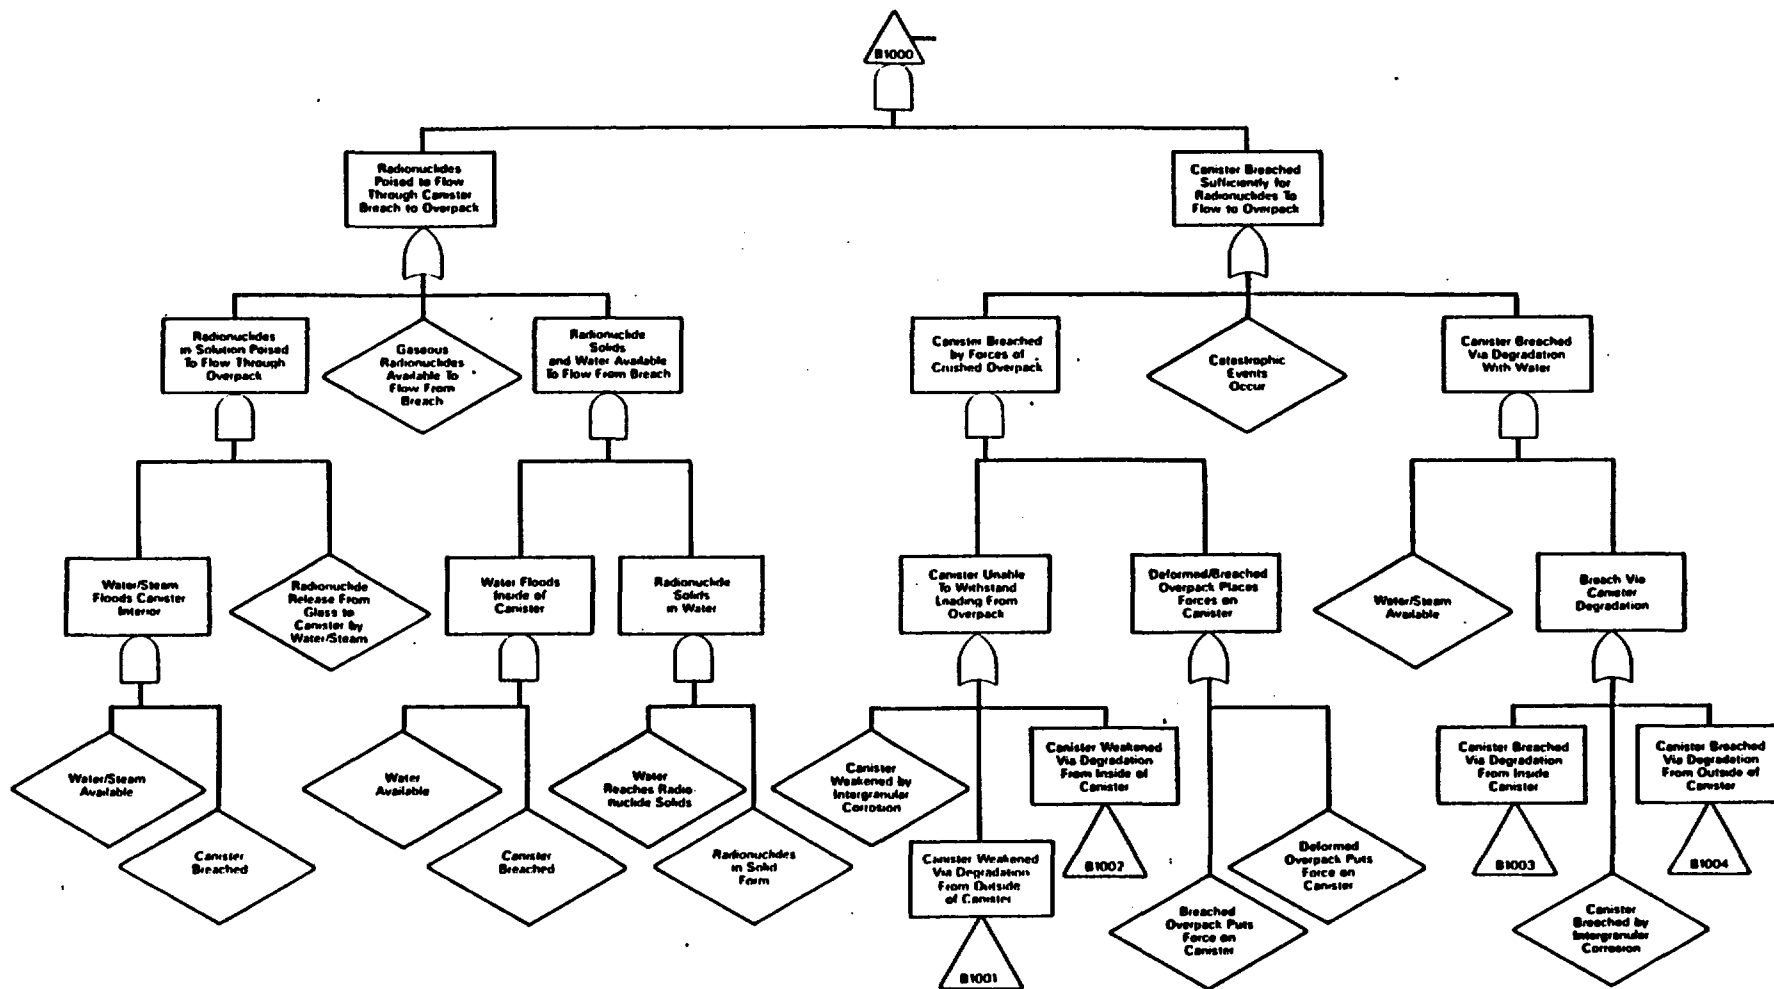 B1000
Radionuclides
Poised to Flow
Through Canister
Breach to Overpack
Canister Breached
Sufficiently for
Radionuclides To
Flow to Overpack
Radionuclides
in Solution Poised
To Flow Through
Overpack
Gaseous
Radionuclides
Available To
Flow From
Breach
Radionuclide
Solids
and Water Available
To Flow From Breach
Canister Breached
by Forces of
Crushed Overpack
Catastrophic
Events
Occur
Canister Breached
Via Degradation
With Water
Water/Steam
Floods Canister
Interior
Radionuclide
Release From
Glass to
Canister by
Water/Steam
Water Floods
Inside of
Canister
Radionuclide
Solids
in Water
Canister Unable
To Withstand
Loading From
Overpack
Deformed/Breached
Overpack Places
Forces on
Canister
Water/Steam
Available
Breach Via
Canister
Degradation
Water/Steam
Available
Canister
Breached
Water
Available
Canister
Breached
Water
Reaches Radio-
nuclide Solids
Radionuclides
in Solid
Form
Canister
Weakened by
Intergranular
Corrosion
Canister Weakened
Via Degradation
From Outside
of Canister
B1001
Canister Weakened
Via Degradation
From Inside of
Canister
B1002
Breached
Overpack Puts
Force on
Canister
Deformed
Overpack Puts
Force on
Canister
Canister Breached
Via Degradation
From Inside
Canister
B1003
Canister
Breached by
Intergranular
Corrosion
Canister Breached
Via Degradation
From Outside of
Canister
B1004